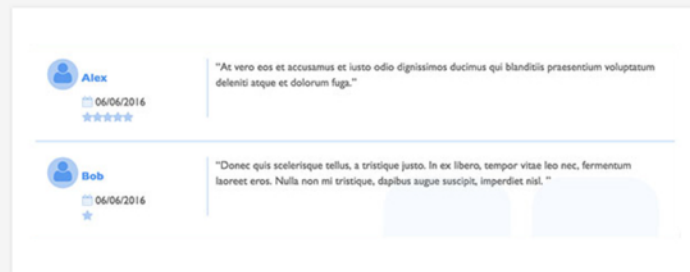 Alex
06/06/2016
"At vero eos et accusamus et iusto odio dignissimos ducimus qui blanditiis praesentium voluptatum
deleniti atque et dolorum fuga."
Bob
06/06/2016
"Donec quis scelerisque tellus, a tristique justo. In ex libero, tempor vitae leo nec, fermentum
laoreet eros. Nulla non mi tristique, dapibus augue suscipit, imperdiet nisl. "